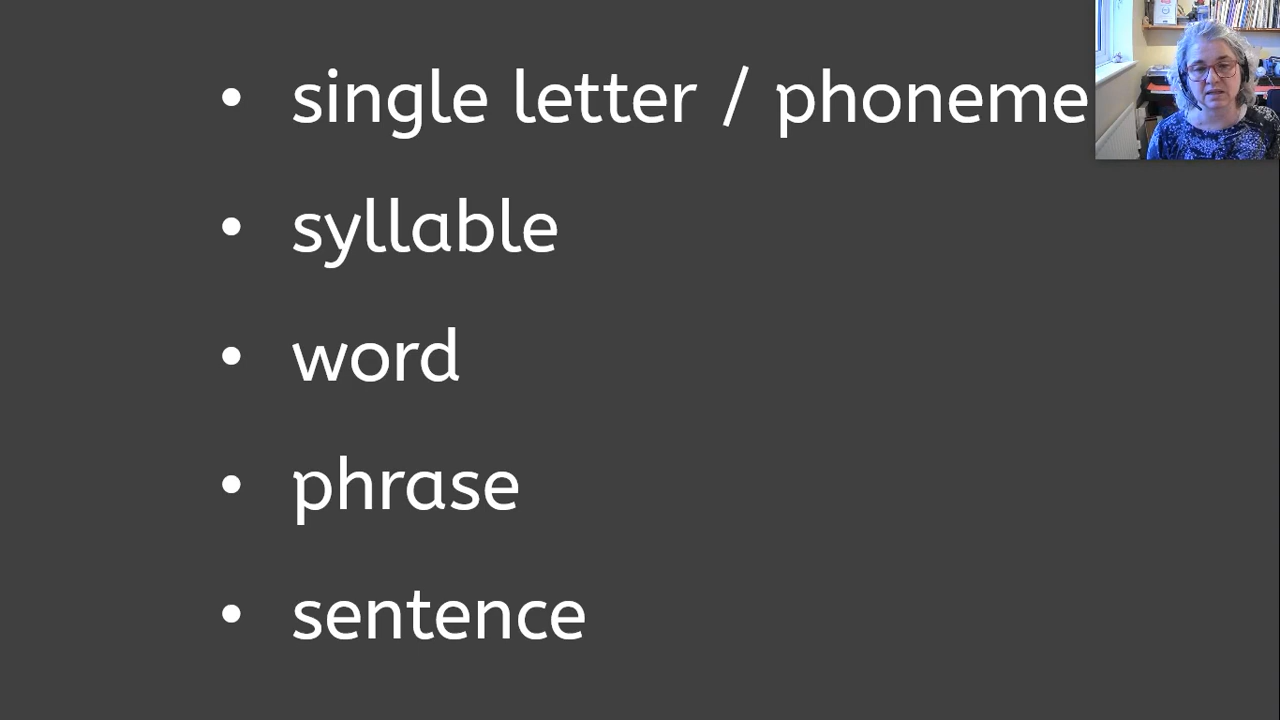 • single letter / phoneme
• syllable
• word
• phrase
• sentence